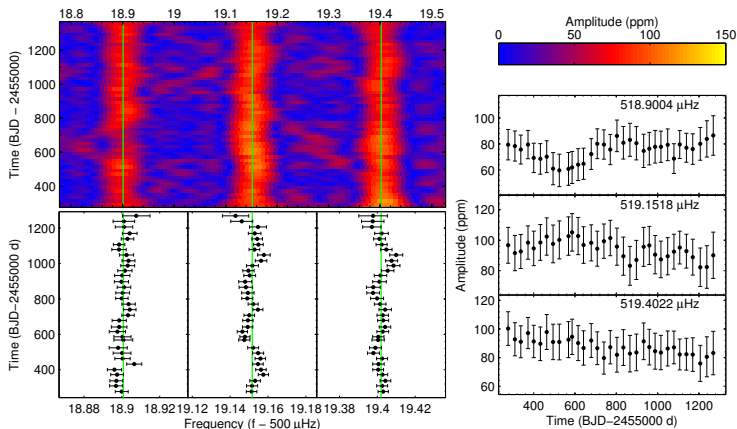 18.8 18.9 19 19.1 19.2 19.3 19.4 19.5
Time (BJD − 2455000)
1200
1000
800
600
400
Time (BJD−2455000 d)
1200
1000
800
600
400
18.88 18.9 18.92 19.12 19.14 19.16 19.18 19.38 19.4 19.42
Frequency (f − 500 μHz)
Amplitude (ppm)
0 50 100 150
Amplitude (ppm)
518.9004 μHz
100
80
60
519.1518 μHz
100
80
519.4022 μHz
100
80
60
400 600 800 1000 1200
Time (BJD−2455000 d)